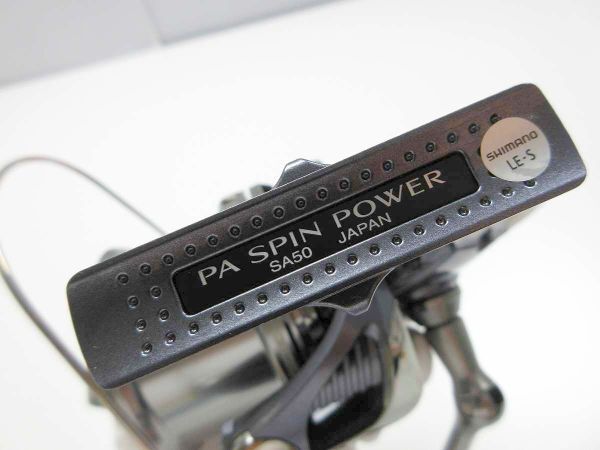 PA SPIN POWER
SA50 JAPAN
SHIMANO
LE-S